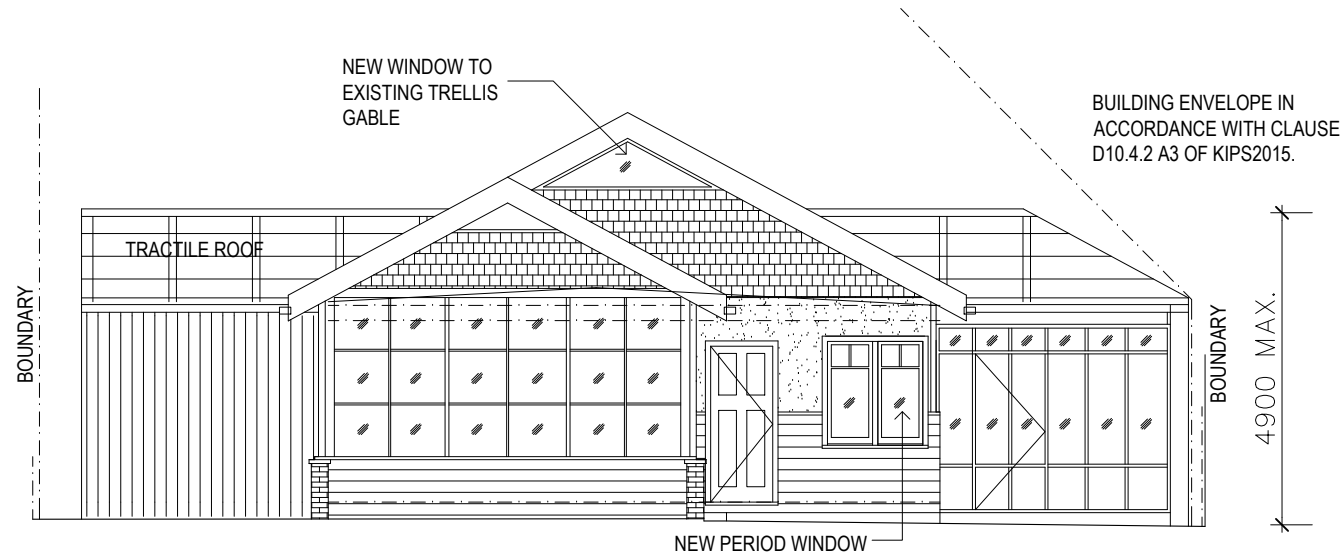 NEW WINDOW TO
EXISTING TRELLIS
GABLE
BUILDING ENVELOPE IN
ACCORDANCE WITH CLAUSE
D10.4.2 A3 OF KIPS2015.
TRACTILE ROOF
BOUNDARY
BOUNDARY
4900 MAX.
NEW PERIOD WINDOW